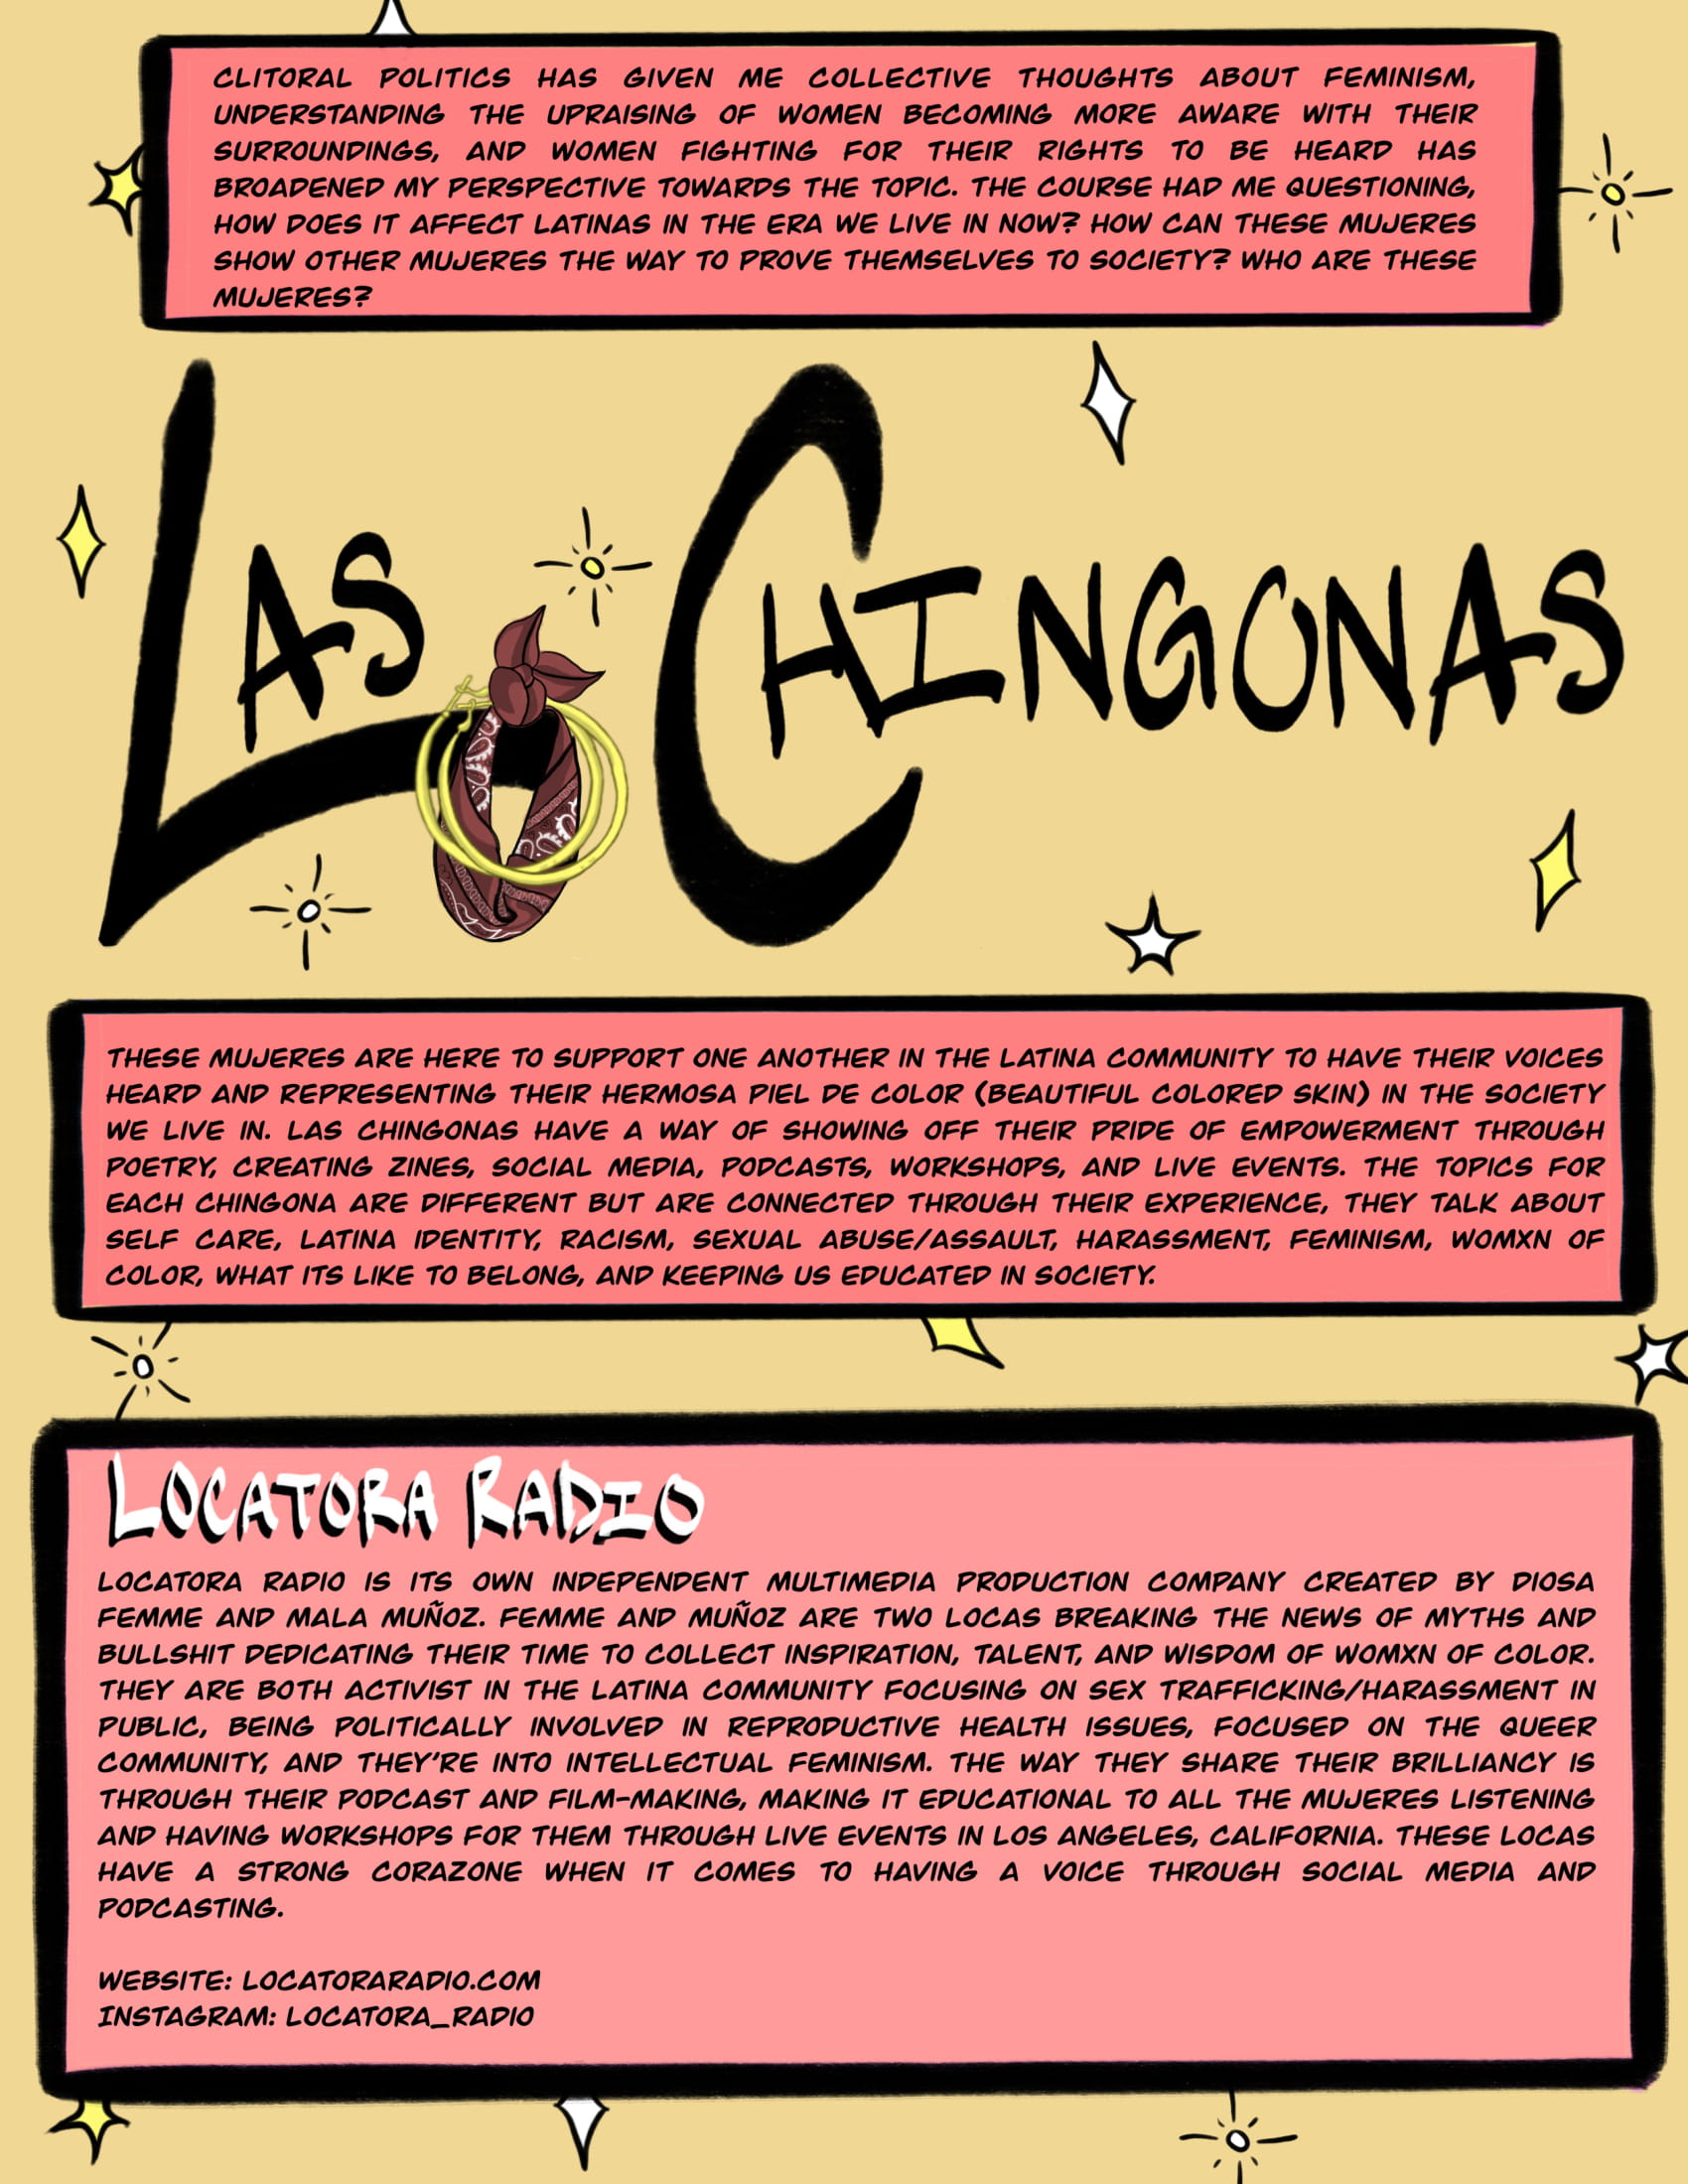 CLITORAL POLITICS HAS GIVEN ME COLLECTIVE THOUGHTS ABOUT FEMINISM,
UNDERSTANDING THE UPRAISING OF WOMEN BECOMING MORE AWARE WITH THEIR
SURROUNDINGS, AND WOMEN FIGHTING FOR THEIR RIGHTS TO BE HEARD HAS
BROADENED MY PERSPECTIVE TOWARDS THE TOPIC. THE COURSE HAD ME QUESTIONING,
HOW DOES IT AFFECT LATINAS IN THE ERA WE LIVE IN NOW? HOW CAN THESE MUJERES
SHOW OTHER MUJERES THE WAY TO PROVE THEMSELVES TO SOCIETY? WHO ARE THESE
MUJERES?
LAS CHINGONAS
THESE MUJERES ARE HERE TO SUPPORT ONE ANOTHER IN THE LATINA COMMUNITY TO HAVE THEIR VOICES
HEARD AND REPRESENTING THEIR HERMOSA PIEL DE COLOR (BEAUTIFUL COLORED SKIN) IN THE SOCIETY
WE LIVE IN. LAS CHINGONAS HAVE A WAY OF SHOWING OFF THEIR PRIDE OF EMPOWERMENT THROUGH
POETRY, CREATING ZINES, SOCIAL MEDIA, PODCASTS, WORKSHOPS, AND LIVE EVENTS. THE TOPICS FOR
EACH CHINGONA ARE DIFFERENT BUT ARE CONNECTED THROUGH THEIR EXPERIENCE, THEY TALK ABOUT
SELF CARE, LATINA IDENTITY, RACISM, SEXUAL ABUSE/ASSAULT, HARASSMENT, FEMINISM, WOMXN OF
COLOR, WHAT ITS LIKE TO BELONG, AND KEEPING US EDUCATED IN SOCIETY.
LOCATORA RADIO
LOCATORA RADIO IS ITS OWN INDEPENDENT MULTIMEDIA PRODUCTION COMPANY CREATED BY DIOSA
FEMME AND MALA MUÑOZ. FEMME AND MUÑOZ ARE TWO LOCAS BREAKING THE NEWS OF MYTHS AND
BULLSHIT DEDICATING THEIR TIME TO COLLECT INSPIRATION, TALENT, AND WISDOM OF WOMXN OF COLOR.
THEY ARE BOTH ACTIVIST IN THE LATINA COMMUNITY FOCUSING ON SEX TRAFFICKING/HARASSMENT IN
PUBLIC, BEING POLITICALLY INVOLVED IN REPRODUCTIVE HEALTH ISSUES, FOCUSED ON THE QUEER
COMMUNITY, AND THEY'RE INTO INTELLECTUAL FEMINISM. THE WAY THEY SHARE THEIR BRILLIANCY IS
THROUGH THEIR PODCAST AND FILM-MAKING, MAKING IT EDUCATIONAL TO ALL THE MUJERES LISTENING
AND HAVING WORKSHOPS FOR THEM THROUGH LIVE EVENTS IN LOS ANGELES, CALIFORNIA. THESE LOCAS
HAVE A STRONG CORAZONE WHEN IT COMES TO HAVING A VOICE THROUGH SOCIAL MEDIA AND
PODCASTING.
WEBSITE: LOCATORARADIO.COM
INSTAGRAM: LOCATORA_RADIO